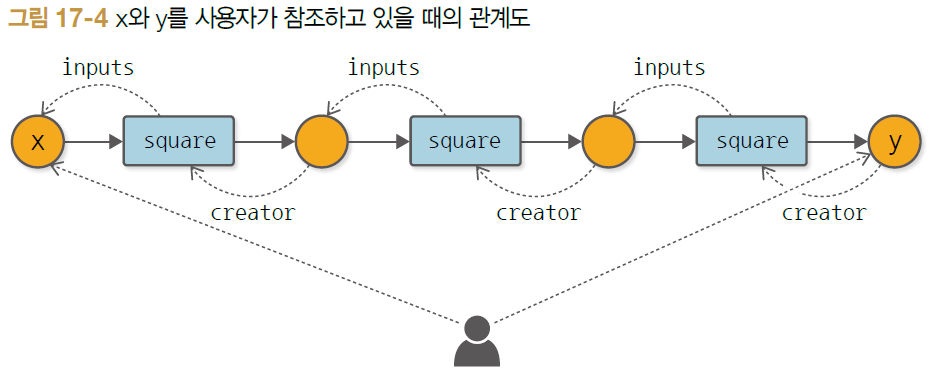 그림 17-4 x와 y를 사용자가 참조하고 있을 때의 관계도
inputs inputs inputs
x square square square y
creator creator creator